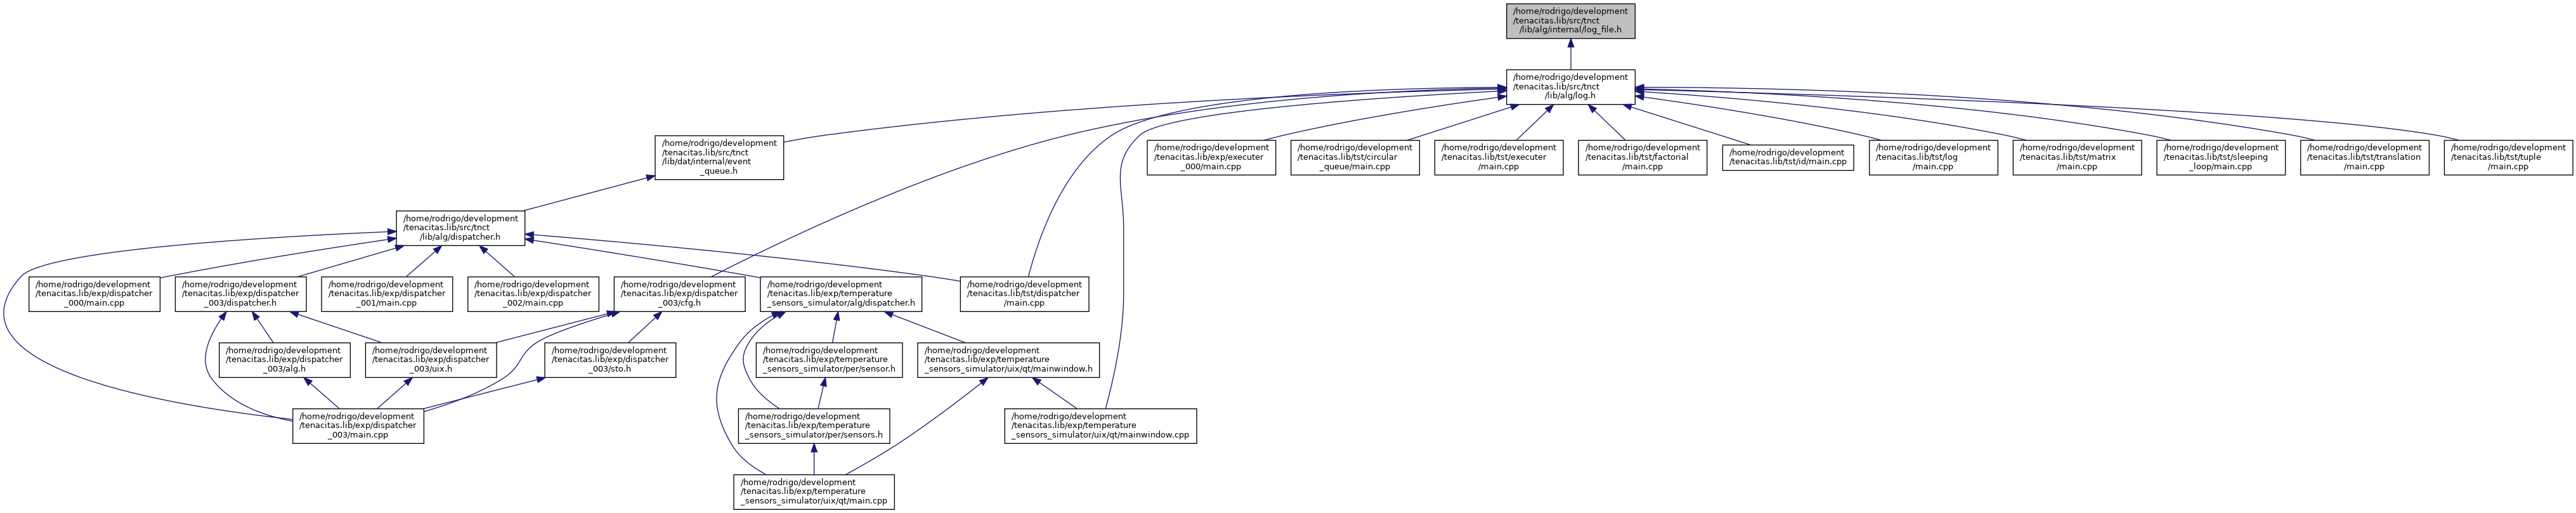 /home/rodrigo/development
/tenacitas.lib/src/tnct
/lib/alg/internal/log_file.h
/home/rodrigo/development
/tenacitas.lib/src/tnct
/lib/alg/log.h
/home/rodrigo/development
/tenacitas.lib/src/tnct
/lib/dat/internal/event
_queue.h
/home/rodrigo/development
/tenacitas.lib/exp/executer
_000/main.cpp
/home/rodrigo/development
/tenacitas.lib/tst/circular
_queue/main.cpp
/home/rodrigo/development
/tenacitas.lib/tst/executer
/main.cpp
/home/rodrigo/development
/tenacitas.lib/tst/factorial
/main.cpp
/home/rodrigo/development
/tenacitas.lib/tst/id/main.cpp
/home/rodrigo/development
/tenacitas.lib/tst/log
/main.cpp
/home/rodrigo/development
/tenacitas.lib/tst/matrix
/main.cpp
/home/rodrigo/development
/tenacitas.lib/tst/sleeping
_loop/main.cpp
/home/rodrigo/development
/tenacitas.lib/tst/translation
/main.cpp
/home/rodrigo/development
/tenacitas.lib/tst/tuple
/main.cpp
/home/rodrigo/development
/tenacitas.lib/src/tnct
/lib/alg/dispatcher.h
/home/rodrigo/development
/tenacitas.lib/exp/dispatcher
_000/main.cpp
/home/rodrigo/development
/tenacitas.lib/exp/dispatcher
_003/dispatcher.h
/home/rodrigo/development
/tenacitas.lib/exp/dispatcher
_001/main.cpp
/home/rodrigo/development
/tenacitas.lib/exp/dispatcher
_002/main.cpp
/home/rodrigo/development
/tenacitas.lib/exp/dispatcher
_003/cfg.h
/home/rodrigo/development
/tenacitas.lib/exp/temperature
_sensors_simulator/alg/dispatcher.h
/home/rodrigo/development
/tenacitas.lib/tst/dispatcher
/main.cpp
/home/rodrigo/development
/tenacitas.lib/exp/dispatcher
_003/alg.h
/home/rodrigo/development
/tenacitas.lib/exp/dispatcher
_003/uix.h
/home/rodrigo/development
/tenacitas.lib/exp/dispatcher
_003/sto.h
/home/rodrigo/development
/tenacitas.lib/exp/temperature
_sensors_simulator/per/sensor.h
/home/rodrigo/development
/tenacitas.lib/exp/temperature
_sensors_simulator/uix/qt/mainwindow.h
/home/rodrigo/development
/tenacitas.lib/exp/dispatcher
_003/main.cpp
/home/rodrigo/development
/tenacitas.lib/exp/temperature
_sensors_simulator/per/sensors.h
/home/rodrigo/development
/tenacitas.lib/exp/temperature
_sensors_simulator/uix/qt/mainwindow.cpp
/home/rodrigo/development
/tenacitas.lib/exp/temperature
_sensors_simulator/uix/qt/main.cpp